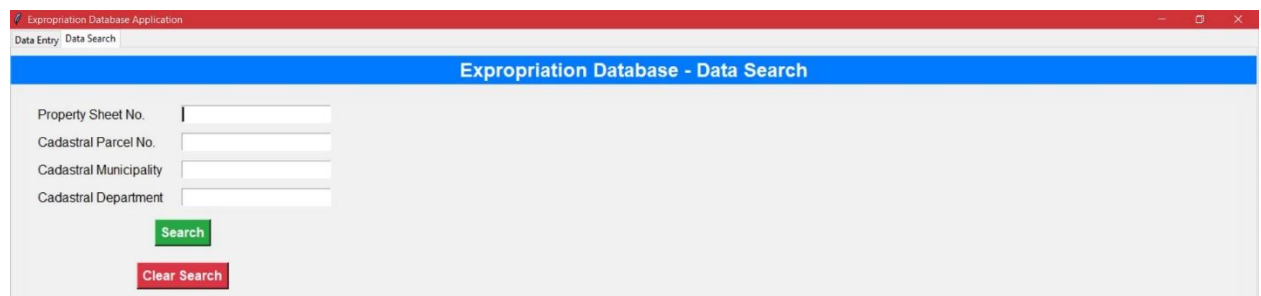 Expropriation Database Application
Data Entry Data Search
Expropriation Database - Data Search
Property Sheet No.
Cadastral Parcel No.
Cadastral Municipality
Cadastral Department
Search
Clear Search